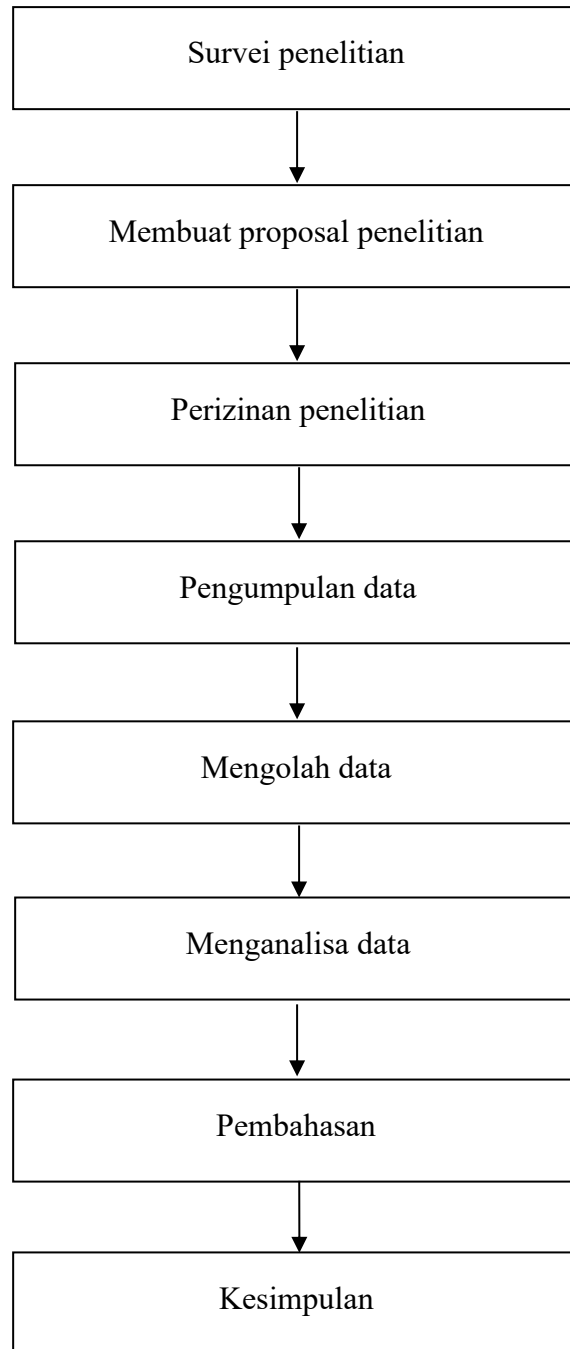 Survei penelitian
Membuat proposal penelitian
Perizinan penelitian
Pengumpulan data
Mengolah data
Menganalisa data
Pembahasan
Kesimpulan